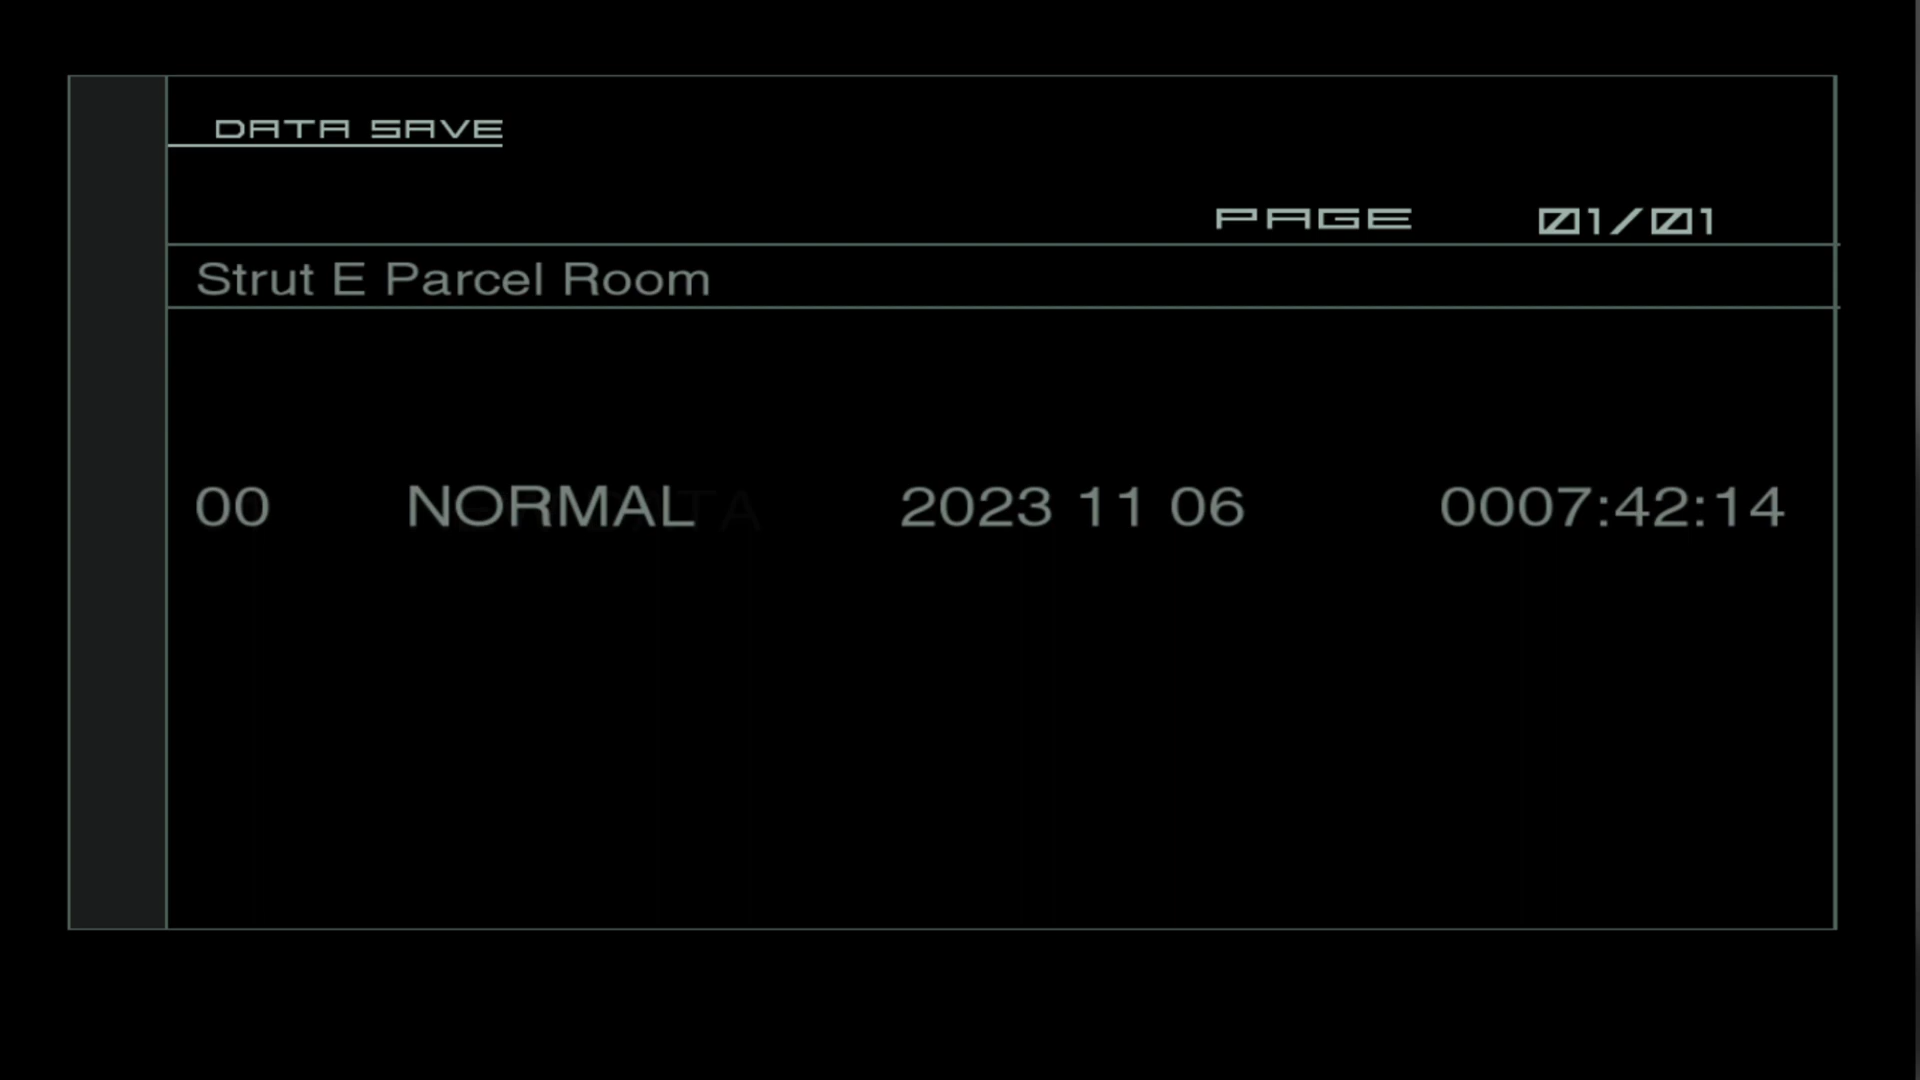 DATA SAVE
PAGE 01/01
Strut E Parcel Room
00 NORMAL 2023 11 06 0007:42:14